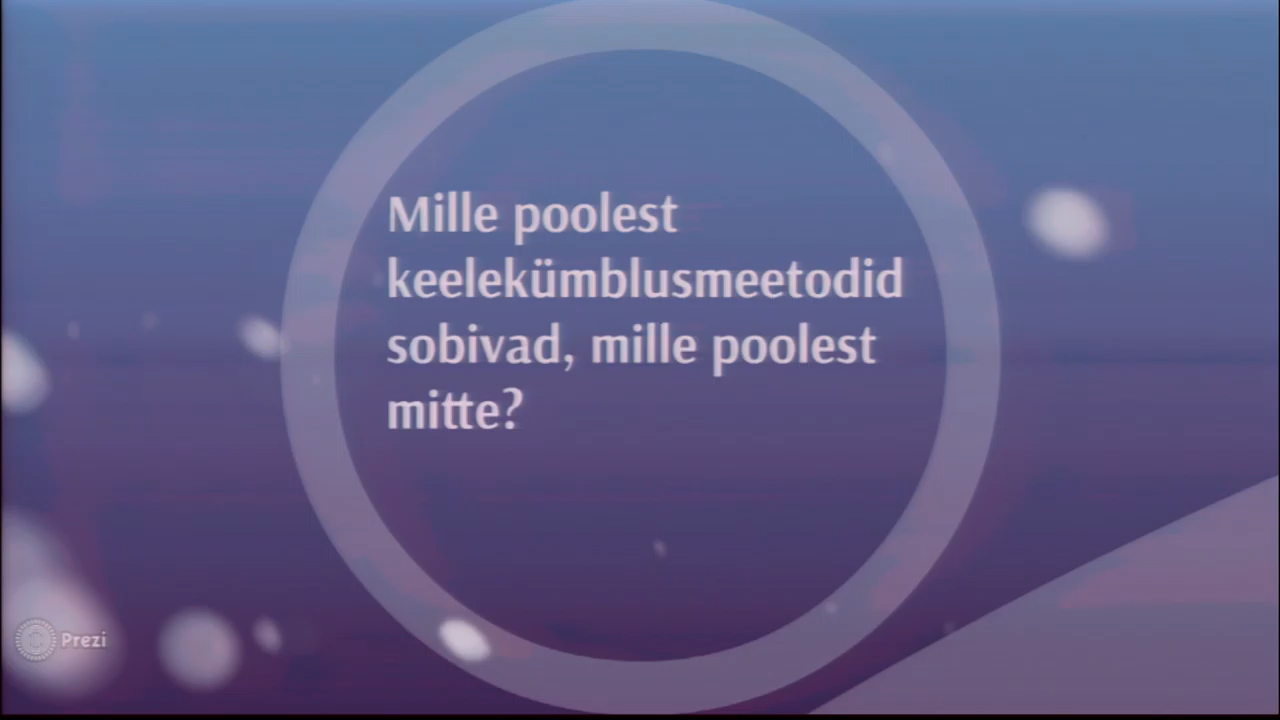 Mille poolest
keelekümblusmeetodid
sobivad, mille poolest
mitte?
Prezi